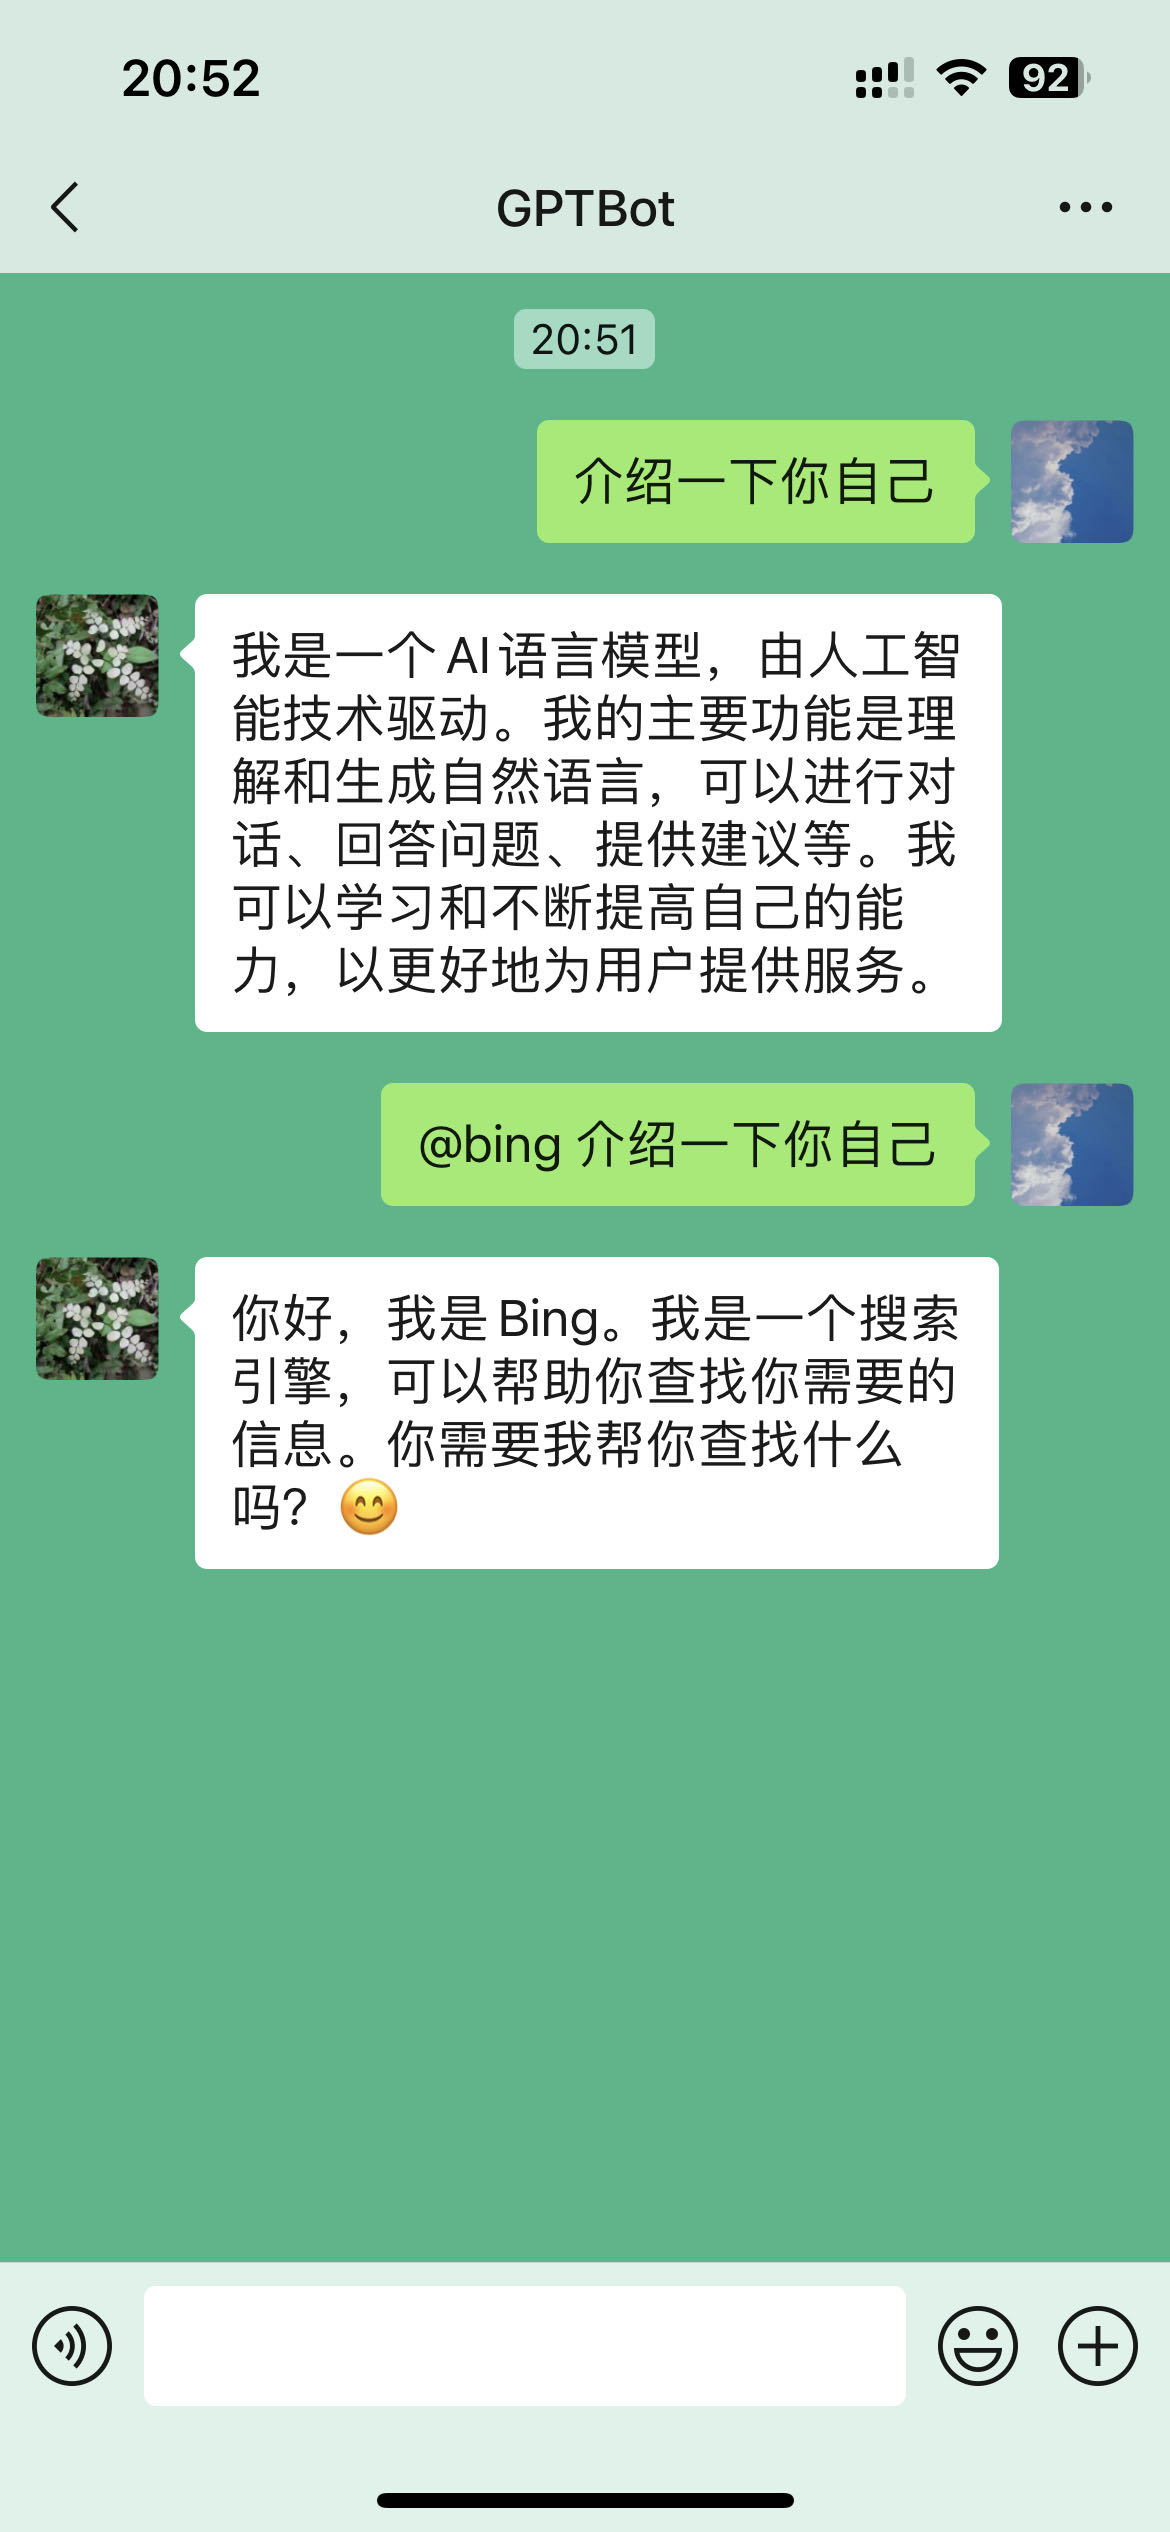 20:52
92
GPTBot
20:51
介绍一下你自己
我是一个AI语言模型，由人工智
能技术驱动。我的主要功能是理
解和生成自然语言，可以进行对
话、回答问题、提供建议等。我
可以学习和不断提高自己的能
力，以更好地为用户提供服务。
@bing 介绍一下你自己
你好，我是Bing。我是一个搜索
引擎，可以帮助你查找你需要的
信息。你需要我帮你查找什么
吗？😊